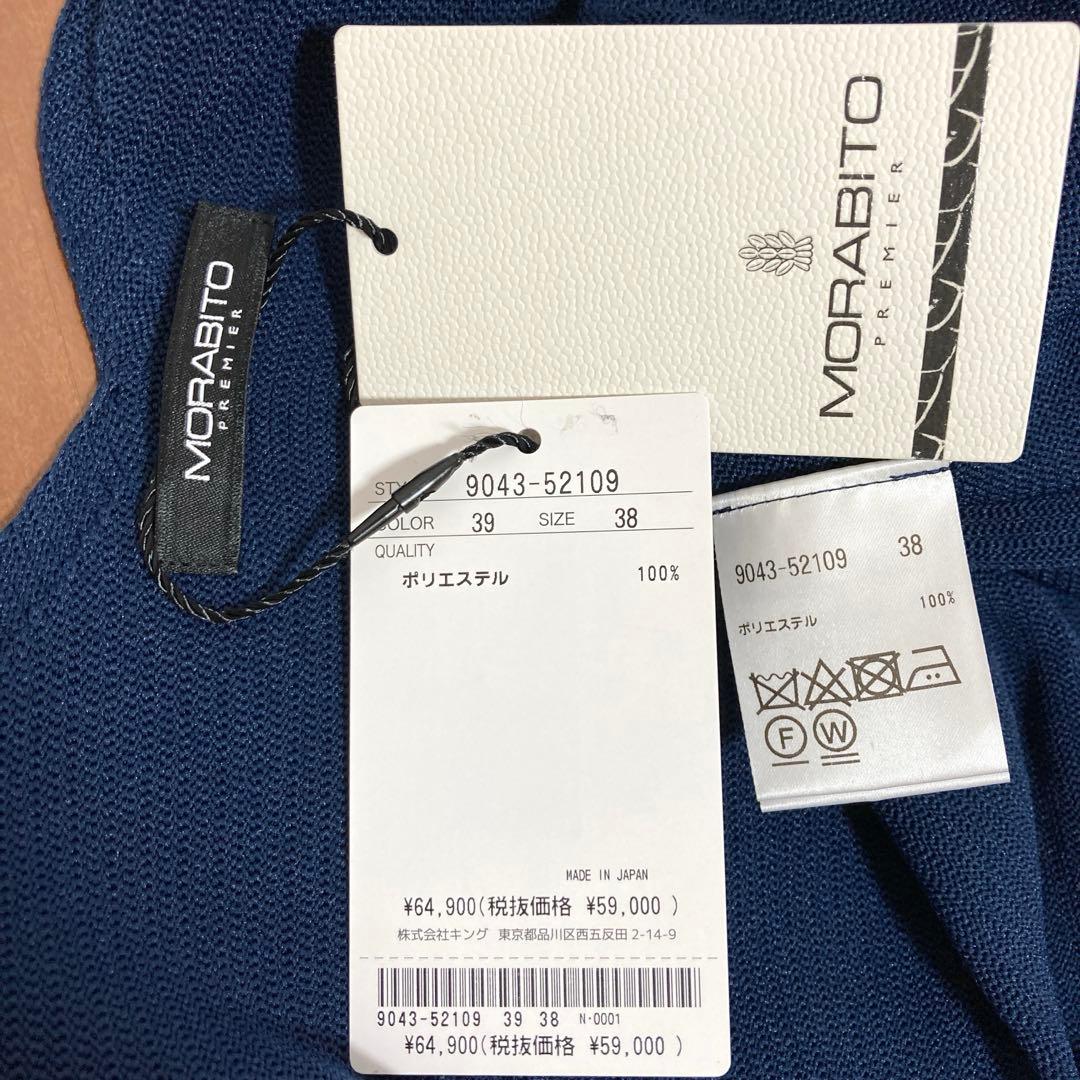 MORABITO
PREMIER
MORABITO
PREMIER
9043-52109
COLOR 39 SIZE 38
QUALITY
ポリエステル 100%
MADE IN JAPAN
¥64,900(税抜価格 ¥59,000 )
株式会社キング 東京都品川区西五反田2-14-9
9043-52109 39 38 N·0001
¥64,900(税抜価格 ¥59,000 )
9043-52109 38
100%
ポリエステル
F W